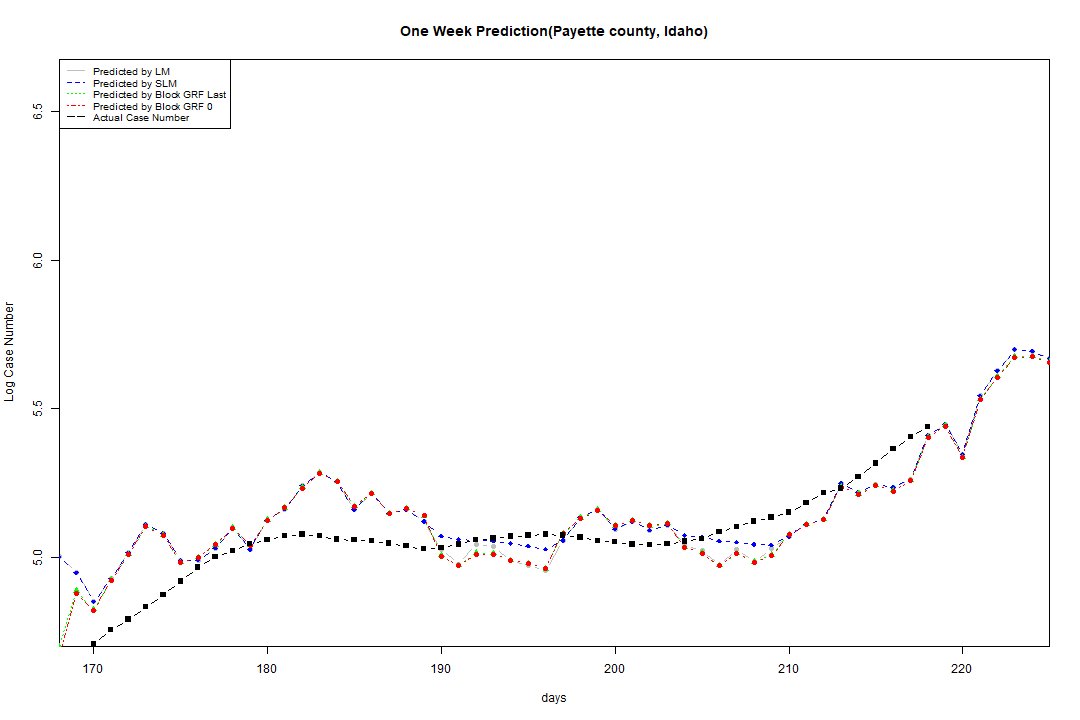 One Week Prediction(Payette county, Idaho)
Predicted by LM
Predicted by SLM
Predicted by Block GRF Last
Predicted by Block GRF 0
Actual Case Number
6.5
6.0
5.5
5.0
Log Case Number
170 180 190 200 210 220
days